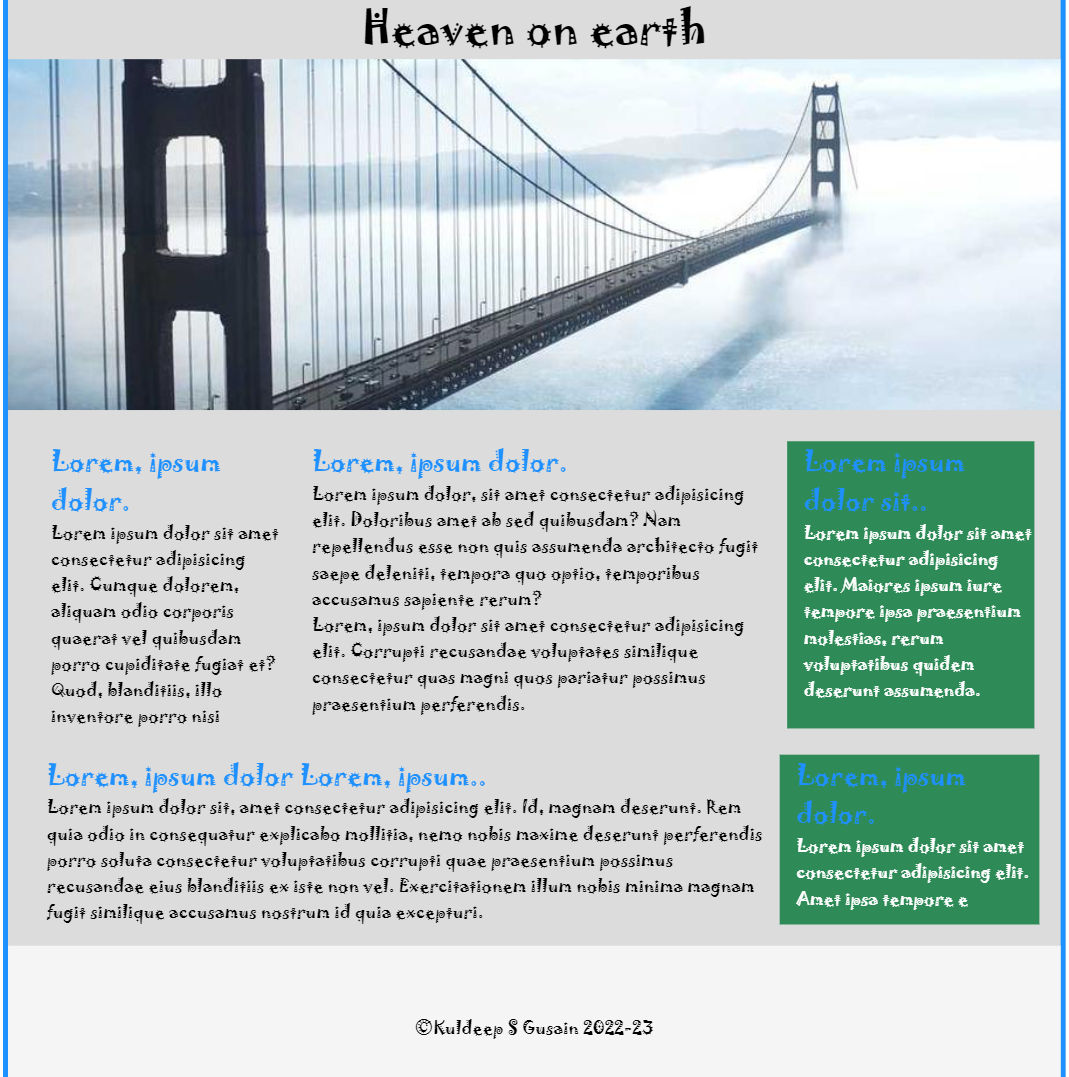 Heaven on earth
Lorem, ipsum
dolor.
Lorem ipsum dolor sit amet
consectetur adipisicing
elit. Cumque dolorem,
aliquam odio corporis
quaerat vel quibusdam
porro cupiditate fugiat et?
Quod, blanditiis, illo
inventore porro nisi
Lorem, ipsum dolor.
Lorem ipsum dolor, sit amet consectetur adipisicing
elit. Doloribus amet ab sed quibusdam? Nam
repellendus esse non quis assumenda architecto fugit
saepe deleniti, tempora quo optio, temporibus
accusamus sapiente rerum?
Lorem, ipsum dolor sit amet consectetur adipisicing
elit. Corrupti recusandae voluptates similique
consectetur quas magni quos pariatur possimus
praesentium perferendis.
Lorem ipsum
dolor sit..
Lorem ipsum dolor sit amet
consectetur adipisicing
elit. Maiores ipsum iure
tempore ipsa praesentium
molestias, rerum
voluptatibus quidem
deserunt assumenda.
Lorem, ipsum dolor Lorem, ipsum..
Lorem ipsum dolor sit, amet consectetur adipisicing elit. Id, magnam deserunt. Rem
quia odio in consequatur explicabo mollitia, nemo nobis maxime deserunt perferendis
porro soluta consectetur voluptatibus corrupti quae praesentium possimus
recusandae eius blanditiis ex iste non vel. Exercitationem illum nobis minima magnam
fugit similique accusamus nostrum id quia excepturi.
Lorem, ipsum
dolor.
Lorem ipsum dolor sit amet
consectetur adipisicing elit.
Amet ipsa tempore e
©Kuldeep S Gusain 2022-23